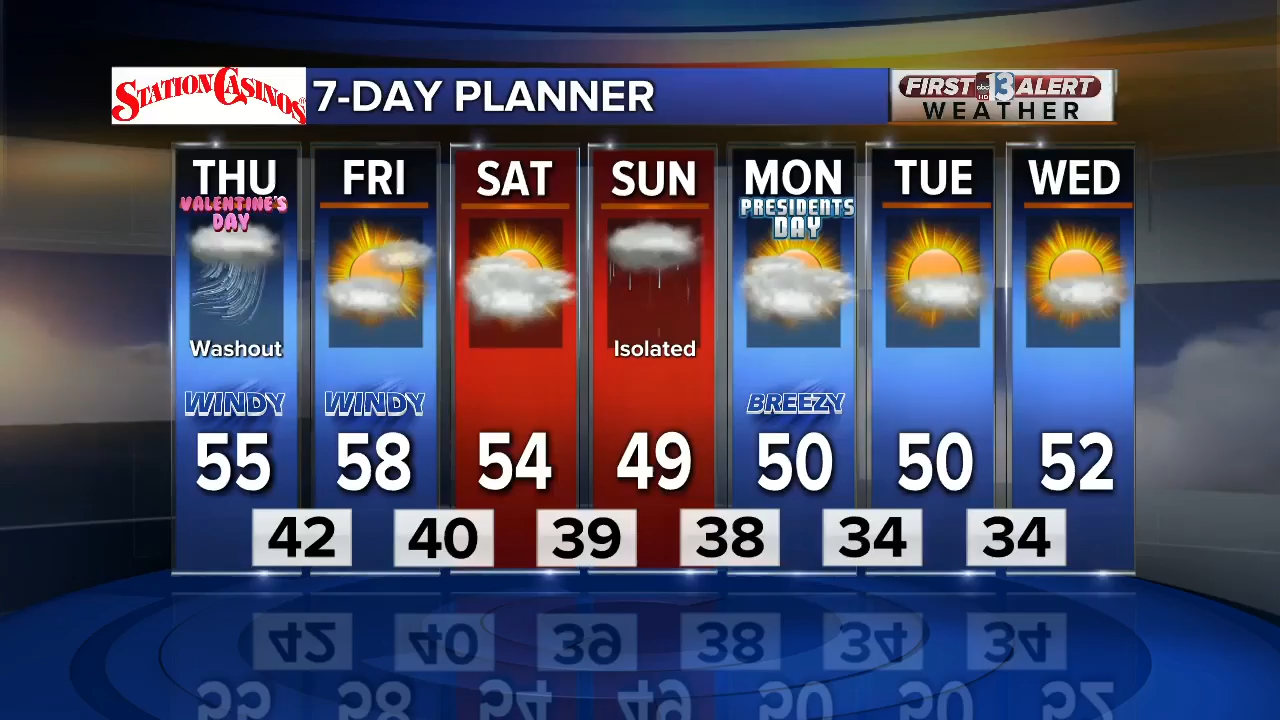 STATION CASINOS
7-DAY PLANNER
FIRST abc 13 HD ALERT
WEATHER
THU FRI SAT SUN MON TUE WED
VALENTINE'S
DAY
PRESIDENTS
DAY
Washout Isolated
WINDY WINDY BREEZY
55 58 54 49 50 50 52
42 40 39 38 34 34